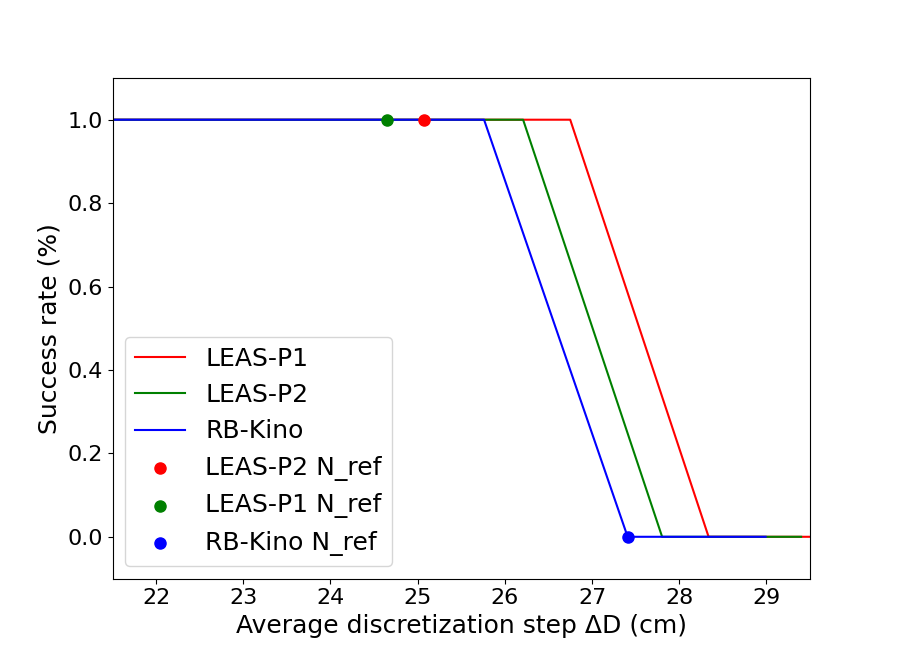 1.0
0.8
0.6
0.4
0.2
0.0
Success rate (%)
LEAS-P1
LEAS-P2
RB-Kino
LEAS-P2 N_ref
LEAS-P1 N_ref
RB-Kino N_ref
22 23 24 25 26 27 28 29
Average discretization step ΔD (cm)